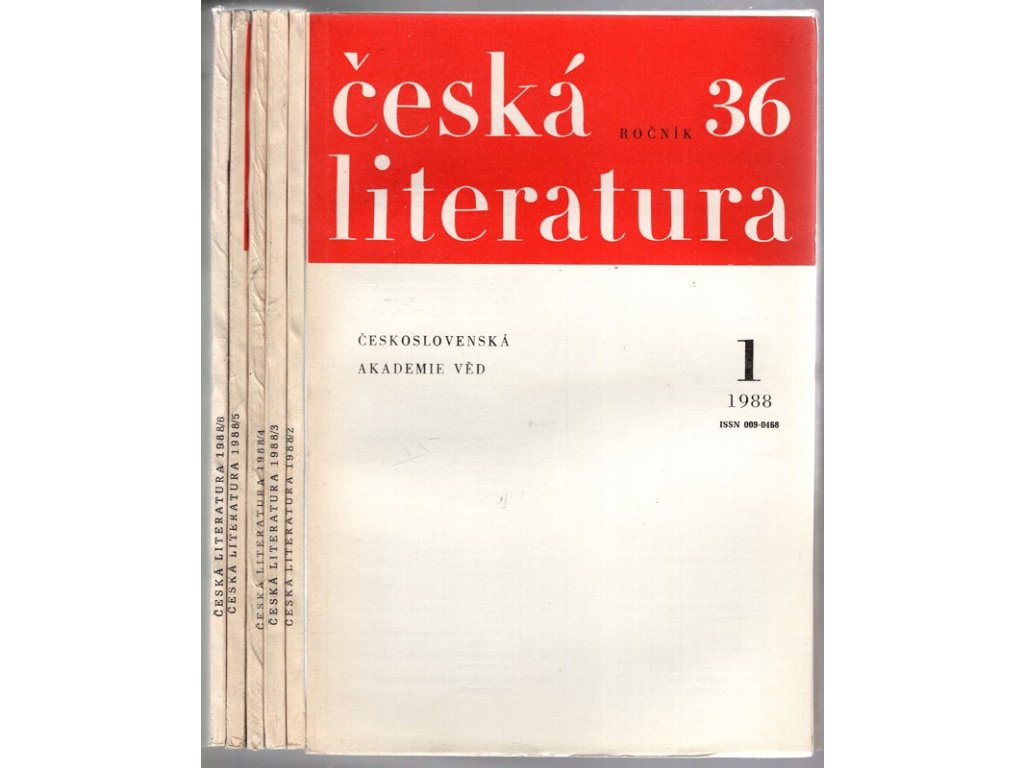 česká
ROČNÍK 36
literatura
ČESKOSLOVENSKÁ
AKADEMIE VĚD
1
1988
ISSN 009-0468
ČESKÁ LITERATURA 1988/6
ČESKÁ LITERATURA 1988/5
ČESKÁ LITERATURA 1988/4
ČESKÁ LITERATURA 1988/3
ČESKÁ LITERATURA 1988/2